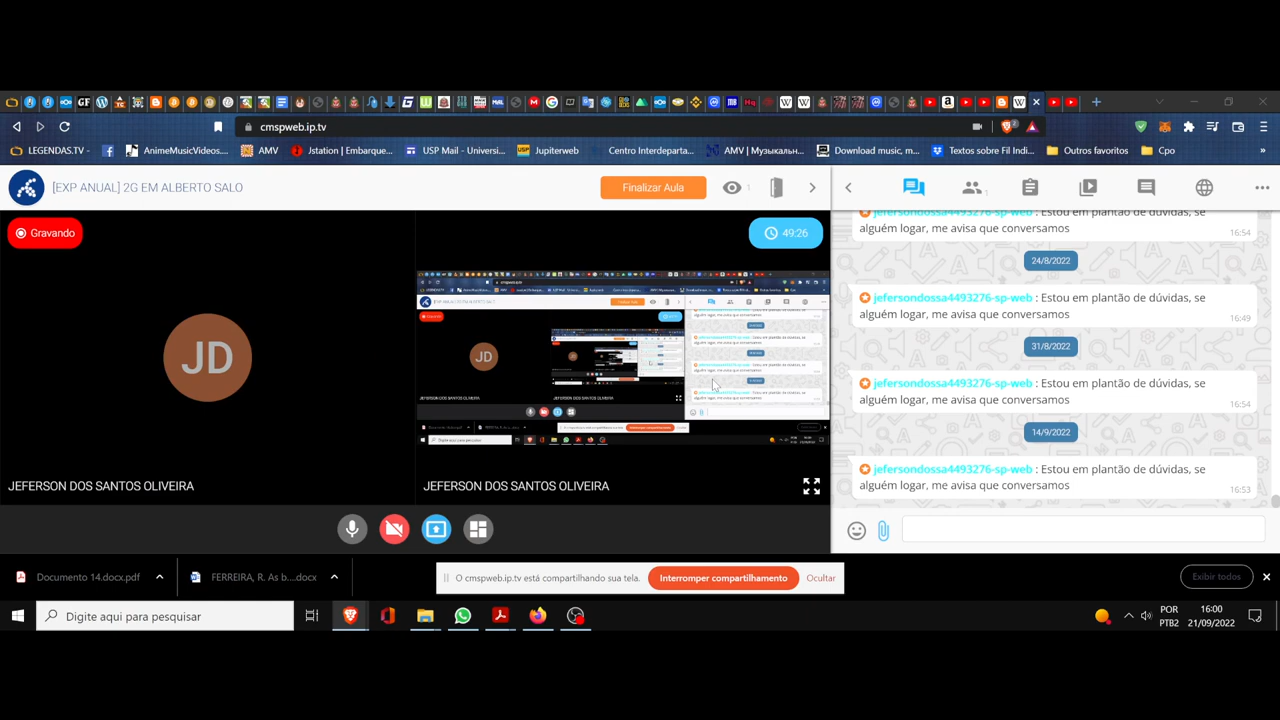 GF
cmspweb.ip.tv
2
LEGENDAS.TV -
AnimeMusicVideos...
AMV
Jstation | Embarque...
USP Mail - Universi...
Jupiterweb
Centro Interdeparta...
AMV | Музыкальн...
Download music, m...
Textos sobre Fil Indi...
Outros favoritos
Cpo
»
[EXP ANUAL] 2G EM ALBERTO SALO
Finalizar Aula
1
1
Gravando
49:26
JD
JD
JEFERSON DOS SANTOS OLIVEIRA
JEFERSON DOS SANTOS OLIVEIRA
jefersondossa4493276-sp-web : Estou em plantão de dúvidas, se
alguém logar, me avisa que conversamos
16:54
24/8/2022
jefersondossa4493276-sp-web : Estou em plantão de dúvidas, se
alguém logar, me avisa que conversamos
16:49
31/8/2022
jefersondossa4493276-sp-web : Estou em plantão de dúvidas, se
alguém logar, me avisa que conversamos
16:54
14/9/2022
jefersondossa4493276-sp-web : Estou em plantão de dúvidas, se
alguém logar, me avisa que conversamos
16:53
Documento 14.docx.pdf
FERREIRA, R. As b....docx
O cmspweb.ip.tv está compartilhando sua tela.
Interromper compartilhamento
Ocultar
Exibir todos
Digite aqui para pesquisar
POR
PTB2
16:00
21/09/2022